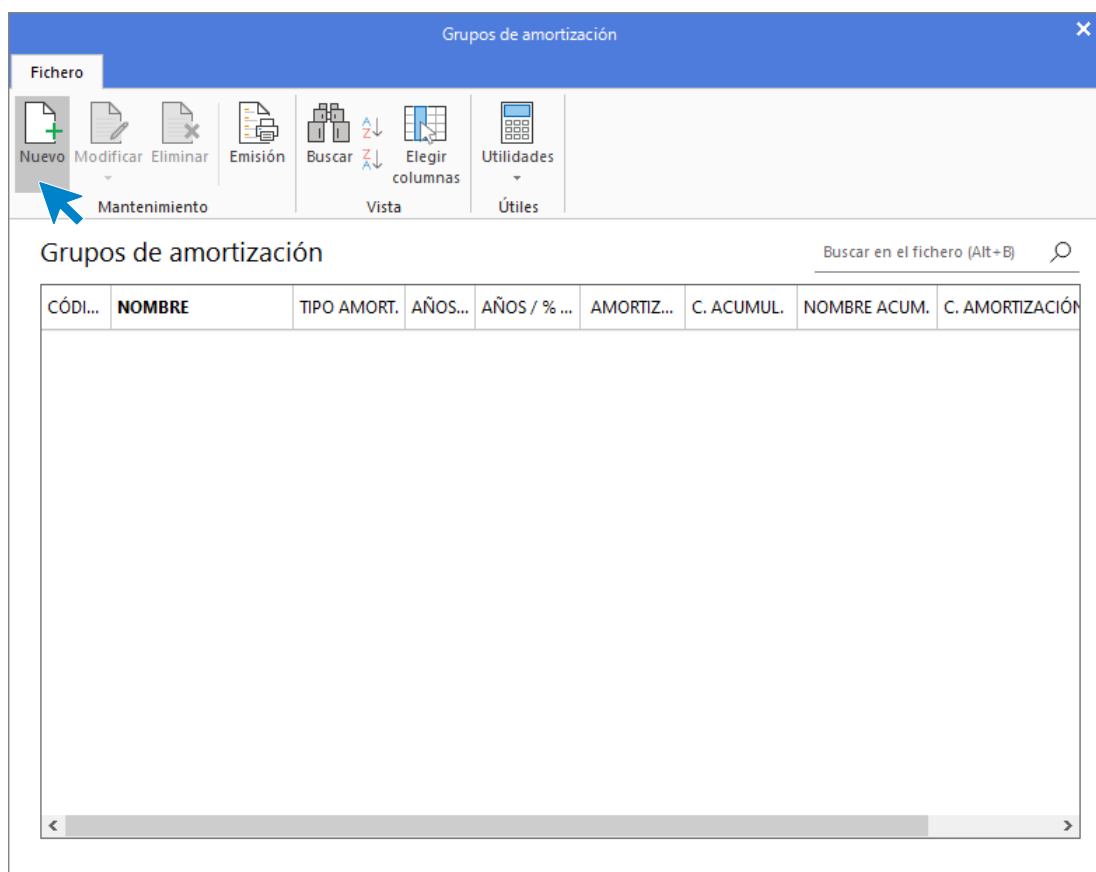 Grupos de amortización
Fichero
Nuevo Modificar Eliminar Emisión Buscar Elegir columnas Utilidades
Mantenimiento Vista Útiles
Grupos de amortización
Buscar en el fichero (Alt+B)
CÓDI... NOMBRE TIPO AMORT. AÑOS... AÑOS / % ... AMORTIZ... C. ACUMUL. NOMBRE ACUM. C. AMORTIZACIÓN